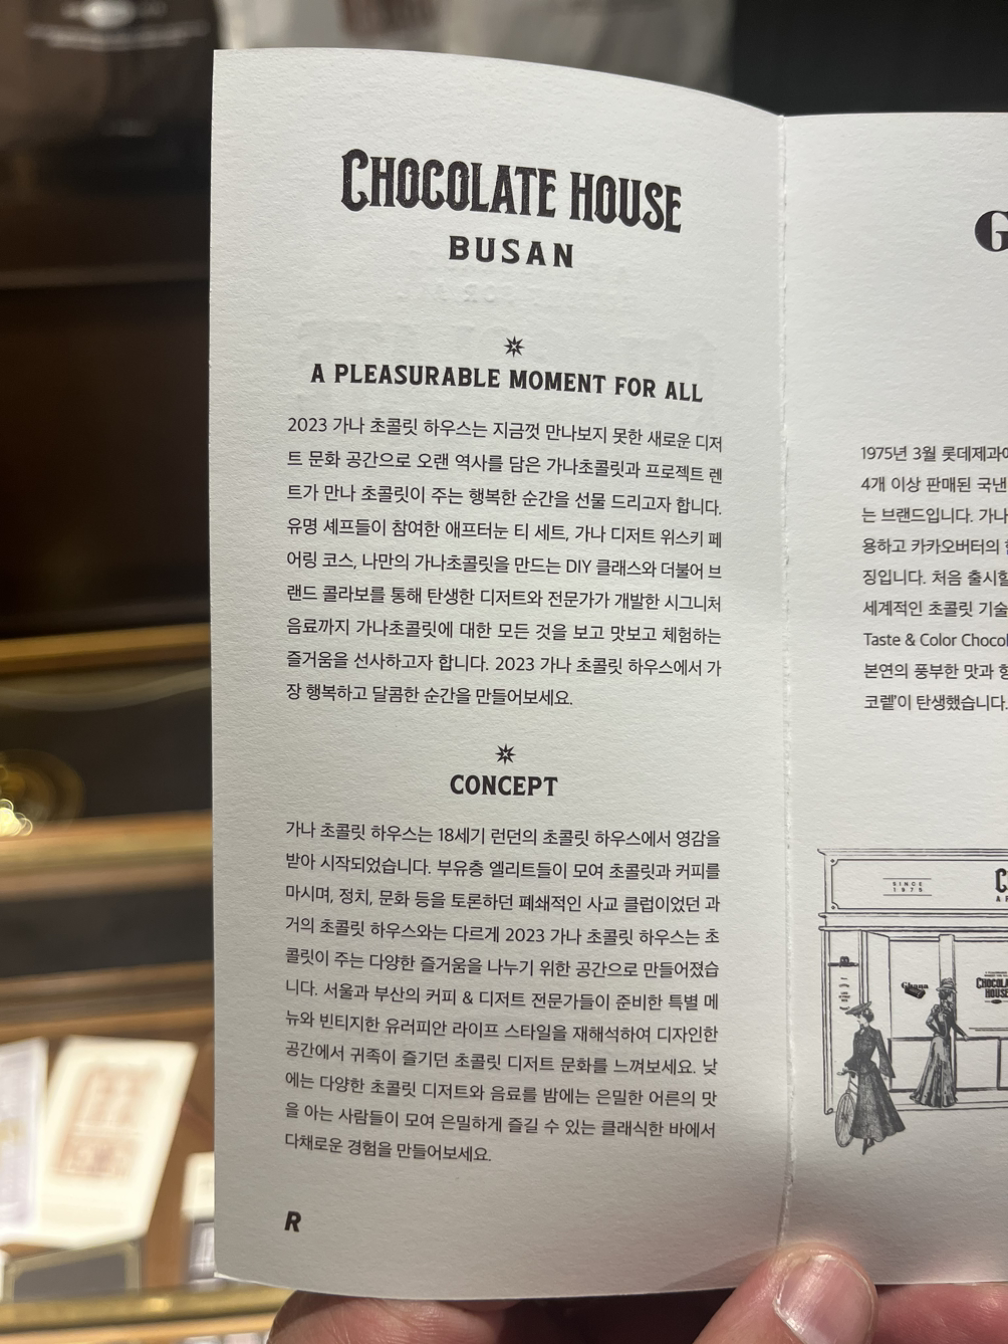 CHOCOLATE HOUSE
BUSAN
A PLEASURABLE MOMENT FOR ALL
2023 가나 초콜릿 하우스는 지금껏 만나보지 못한 새로운 디저
트 문화 공간으로 오랜 역사를 담은 가나초콜릿과 프로젝트 렌
트가 만나 초콜릿이 주는 행복한 순간을 선물 드리고자 합니다.
유명 셰프들이 참여한 애프터눈 티 세트, 가나 디저트 위스키 페
어링 코스, 나만의 가나초콜릿을 만드는 DIY 클래스와 더불어 브
랜드 콜라보를 통해 탄생한 디저트와 전문가가 개발한 시그니처
음료까지 가나초콜릿에 대한 모든 것을 보고 맛보고 체험하는
즐거움을 선사하고자 합니다. 2023 가나 초콜릿 하우스에서 가
장 행복하고 달콤한 순간을 만들어보세요.
CONCEPT
가나 초콜릿 하우스는 18세기 런던의 초콜릿 하우스에서 영감을
받아 시작되었습니다. 부유층 엘리트들이 모여 초콜릿과 커피를
마시며, 정치, 문화 등을 토론하던 폐쇄적인 사교 클럽이었던 과
거의 초콜릿 하우스와는 다르게 2023 가나 초콜릿 하우스는 초
콜릿이 주는 다양한 즐거움을 나누기 위한 공간으로 만들어졌습
니다. 서울과 부산의 커피 & 디저트 전문가들이 준비한 특별 메
뉴와 빈티지한 유러피안 라이프 스타일을 재해석하여 디자인한
공간에서 귀족이 즐기던 초콜릿 디저트 문화를 느껴보세요. 낮
에는 다양한 초콜릿 디저트와 음료를 밤에는 은밀한 어른의 맛
을 아는 사람들이 모여 은밀하게 즐길 수 있는 클래식한 바에서
다채로운 경험을 만들어보세요.
R
G
1975년 3월 롯데제과에
4개 이상 판매된 국낸
는 브랜드입니다. 가나
용하고 카카오버터의
징입니다. 처음 출시할
세계적인 초콜릿 기술
Taste & Color Chocol
본연의 풍부한 맛과 향
코렡'이 탄생했습니다.
SINCE
1975
Ghana
CHOCOLA
HOUSE